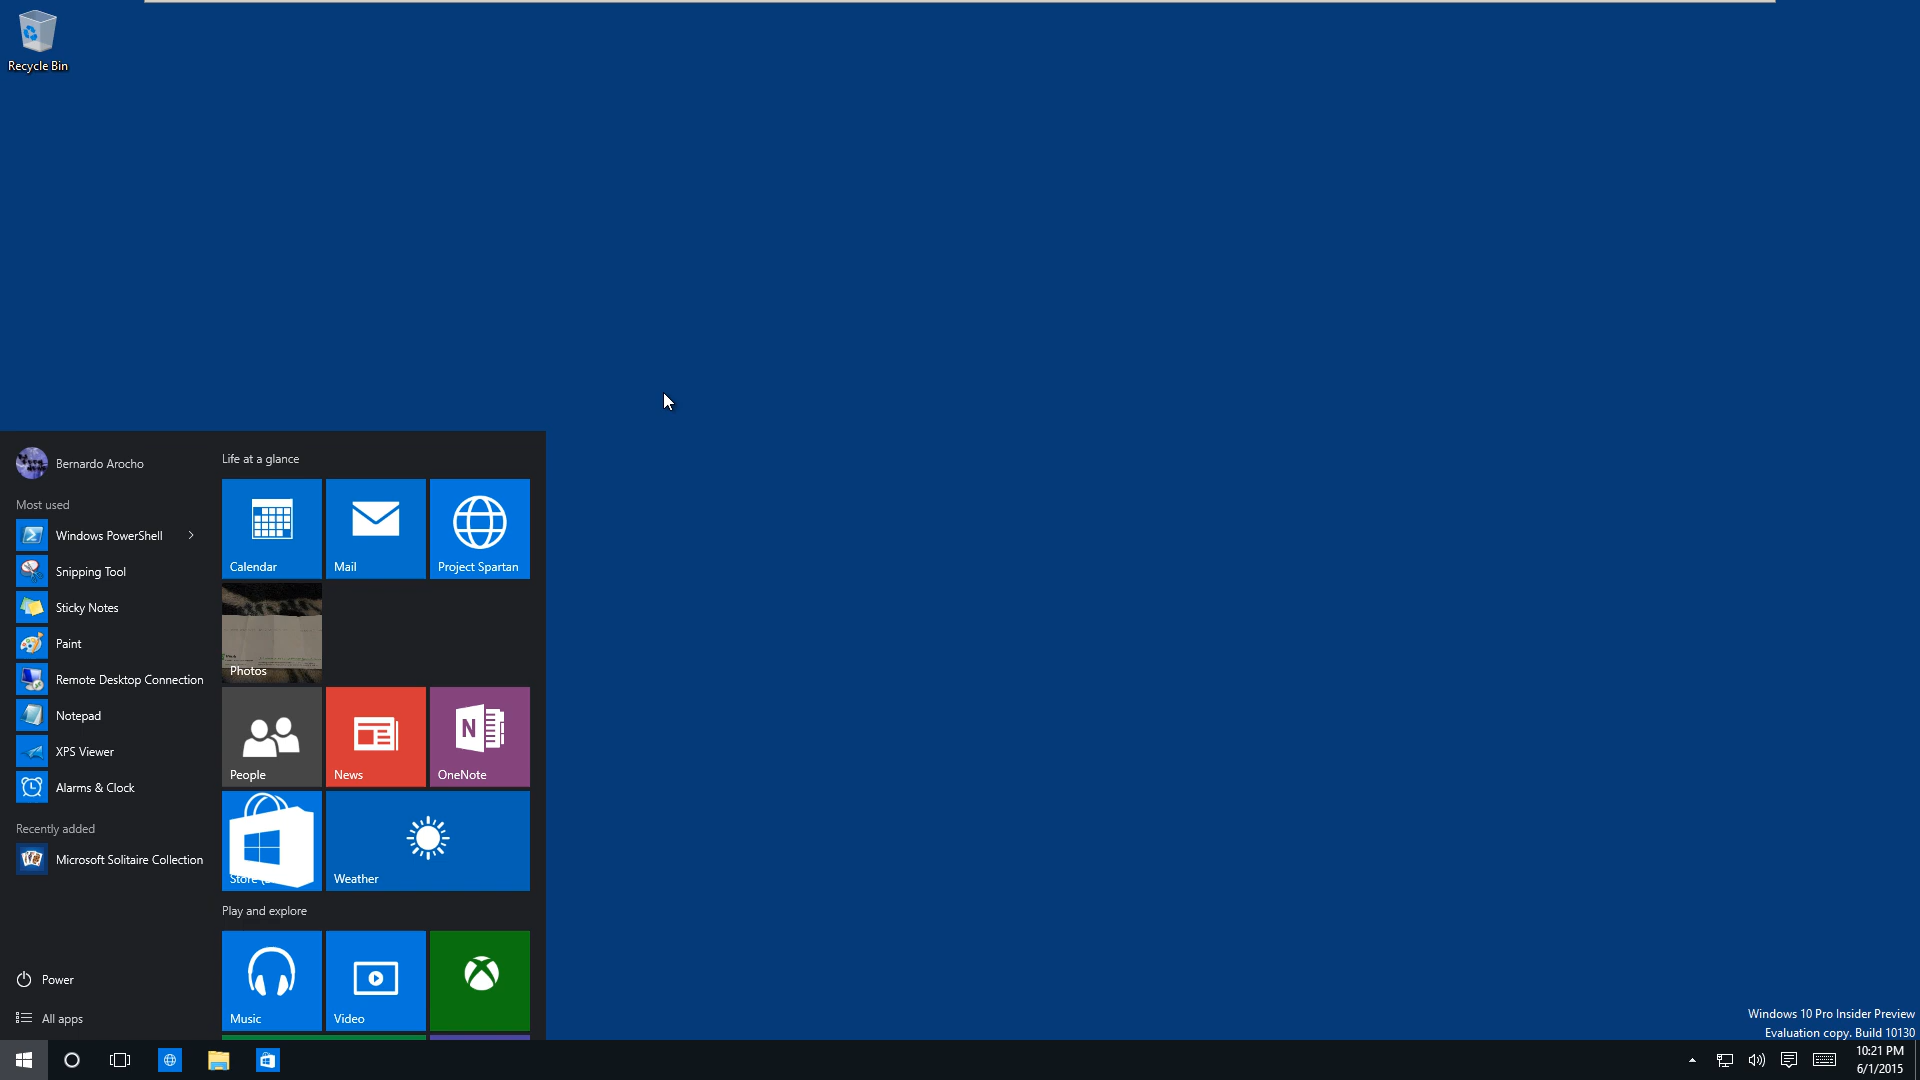 Recycle Bin
Bernardo Arocho
Most used
Windows PowerShell
Snipping Tool
Sticky Notes
Paint
Remote Desktop Connection
Notepad
XPS Viewer
Alarms & Clock
Recently added
Microsoft Solitaire Collection
Power
All apps
Life at a glance
Calendar
Mail
Project Spartan
Photos
People
News
N
OneNote
Store
Weather
Play and explore
Music
Video
Windows 10 Pro Insider Preview
Evaluation copy. Build 10130
10:21 PM
6/1/2015